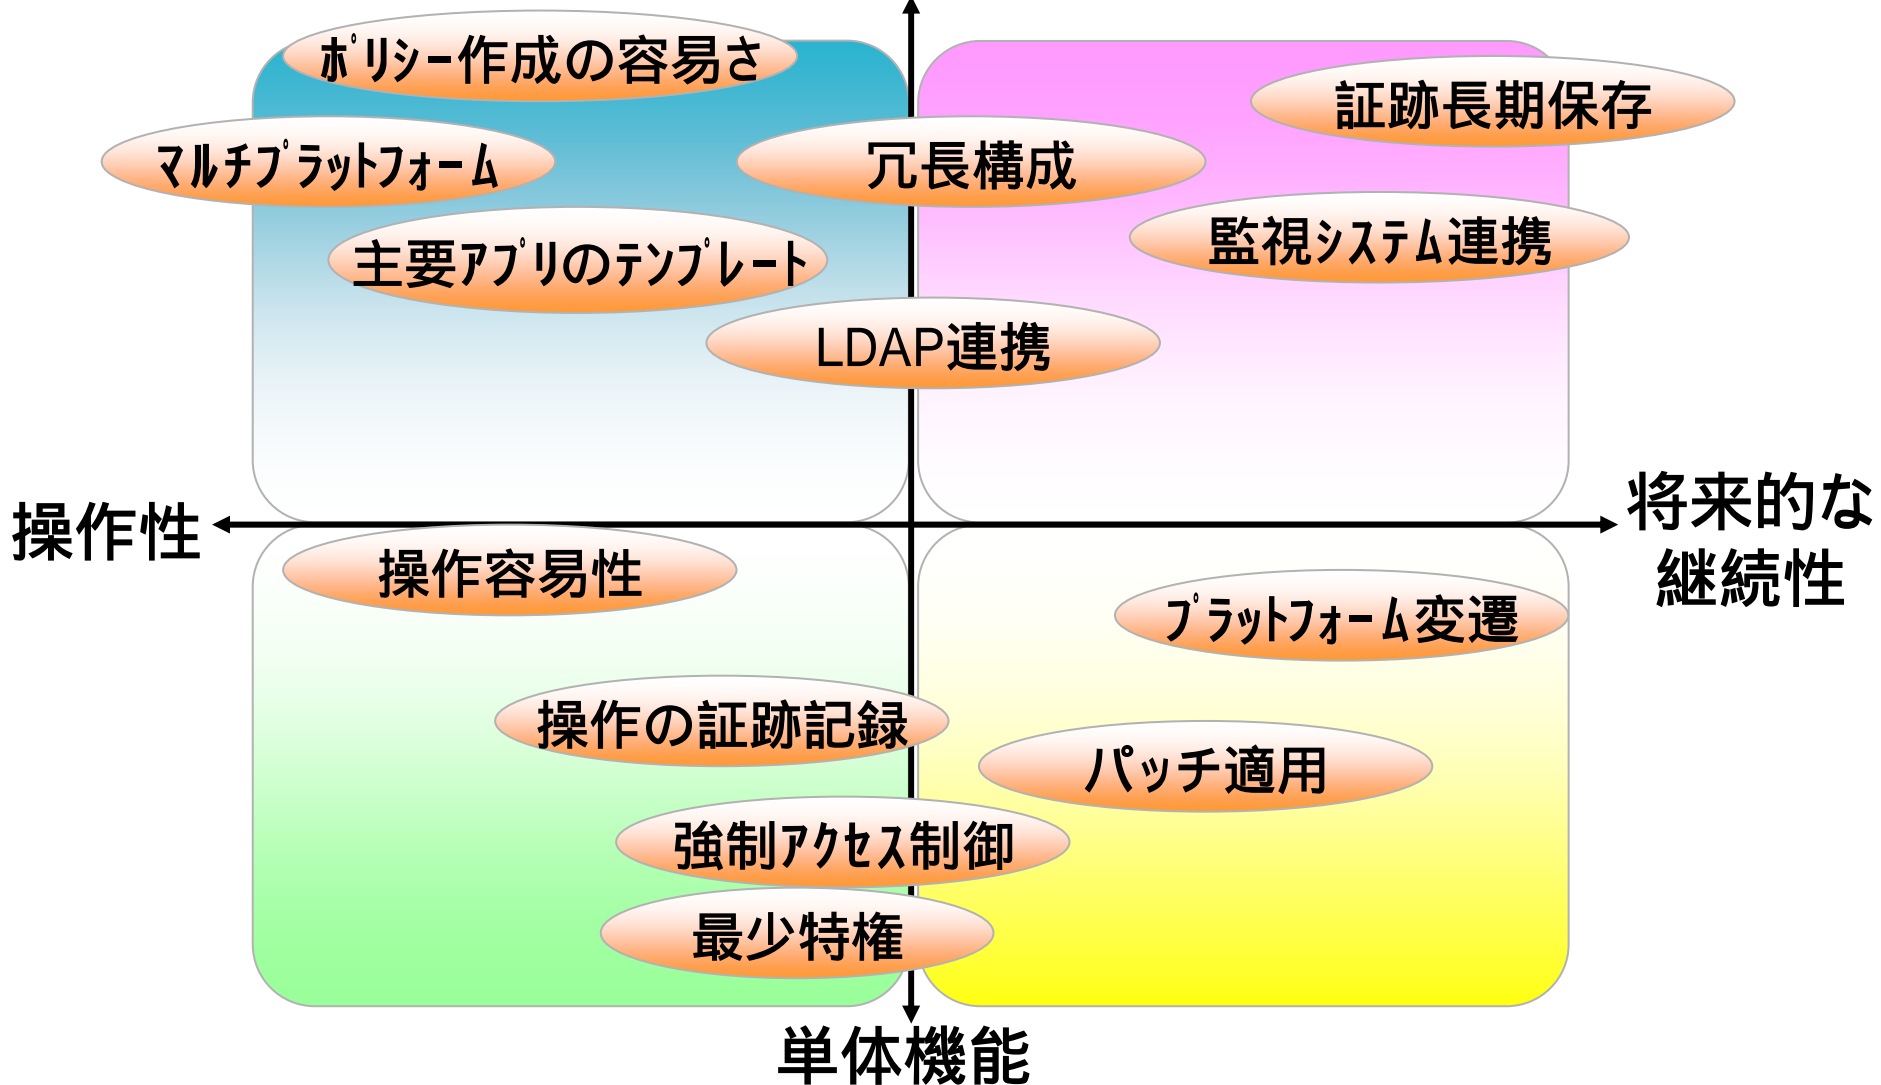 ﾎﾟﾘｼｰ作成の容易さ
証跡長期保存
ﾏﾙﾁﾌﾟﾗｯﾄﾌｫｰﾑ
冗長構成
監視ｼｽﾃﾑ連携
主要ｱﾌﾟﾘのﾃﾝﾌﾟﾚｰﾄ
LDAP連携
操作性
将来的な
継続性
操作容易性
ﾌﾟﾗｯﾄﾌｫｰﾑ変遷
操作の証跡記録
パッチ適用
強制ｱｸｾｽ制御
最少特権
単体機能